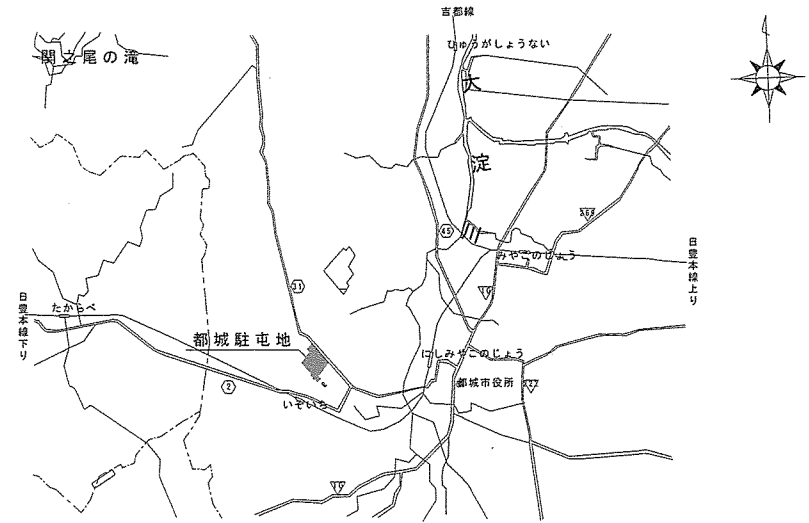 吉都線
ひゅうがしょうない
関之尾の滝
大
淀
川
269
45
日豊本線上り
みやこのじょう
31
10
日豊本線下り
たからべ
都城駐屯地
にしみやこのじょう
2
都城市役所
222
いそいち
10